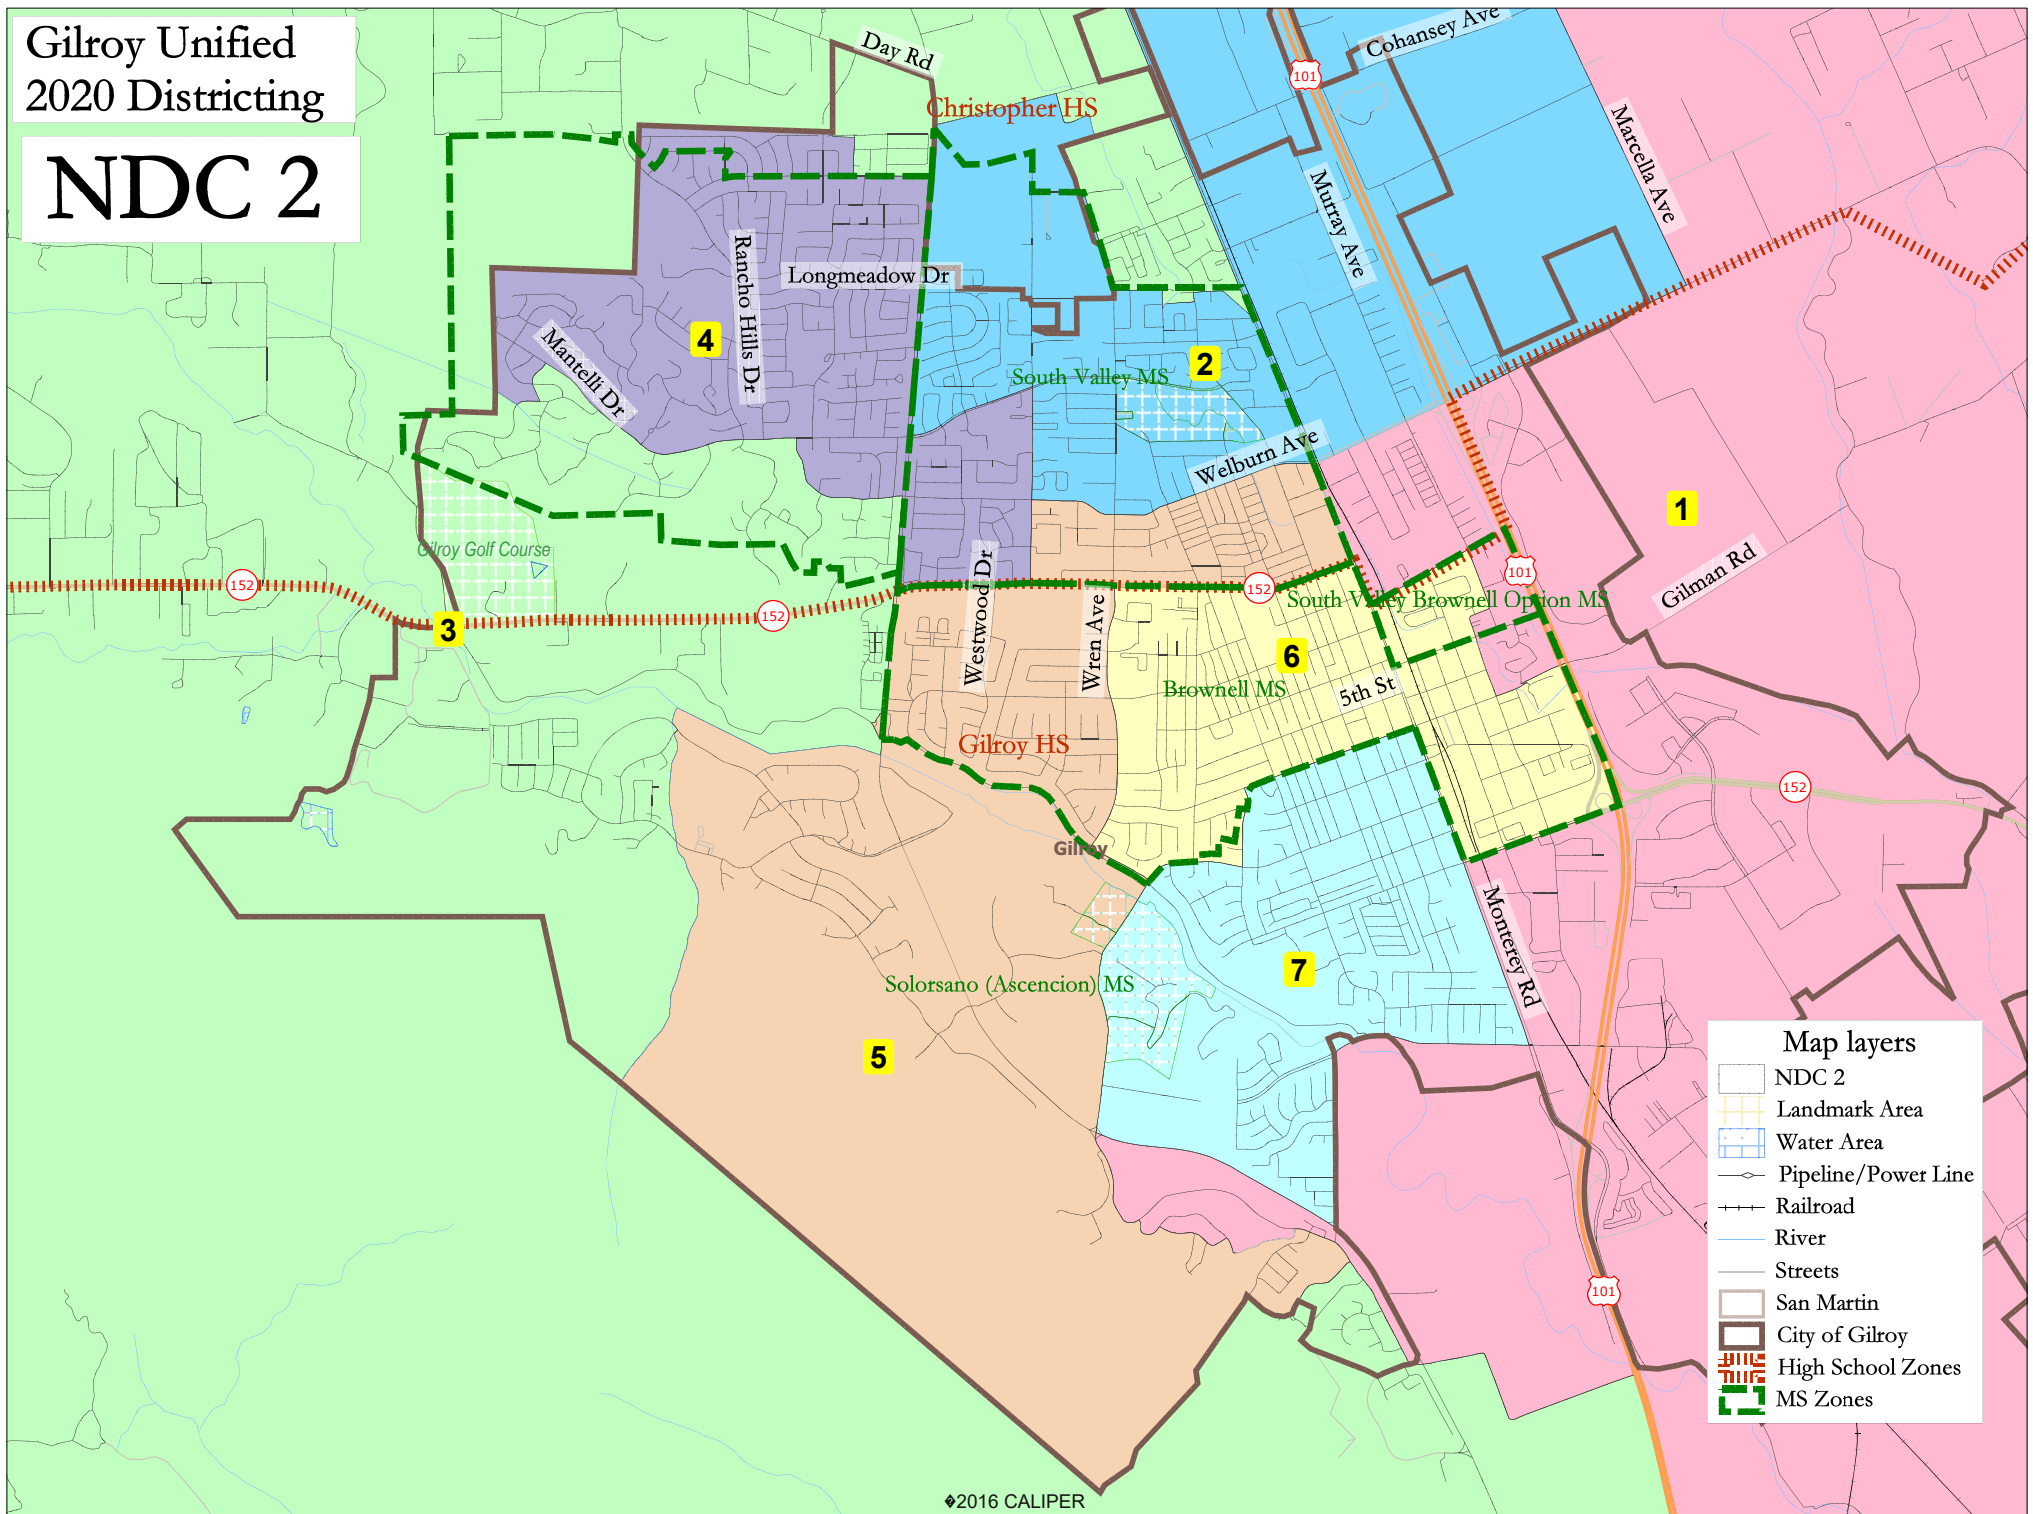 Gilroy Unified
2020 Districting
NDC 2
Day Rd
Cohansey Ave
101
Christopher HS
Marcella Ave
Murray Ave
Rancho Hills Dr
Longmeadow Dr
4
Mantelli Dr
2
South Valley MS
Welburn Ave
1
Gilroy Golf Course
Westwood Dr
101
Gilman Rd
152
152
152
South Valley Brownell Option MS
3
Wren Ave
6
Brownell MS
5th St
Gilroy HS
152
Gilroy
Monterey Rd
7
Solorsano (Ascencion) MS
5
101
Map layers
NDC 2
Landmark Area
Water Area
Pipeline/Power Line
Railroad
River
Streets
San Martin
City of Gilroy
High School Zones
MS Zones
�2016 CALIPER